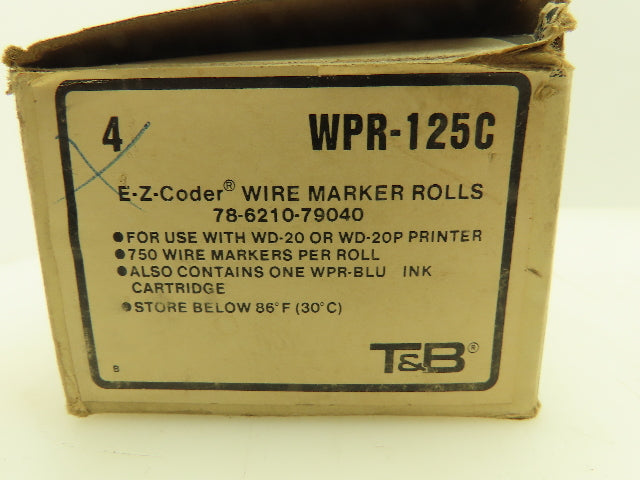 4 WPR-125C
E-Z-Coder® WIRE MARKER ROLLS
78-6210-79040
●FOR USE WITH WD-20 OR WD-20P PRINTER
●750 WIRE MARKERS PER ROLL
●ALSO CONTAINS ONE WPR-BLU INK
CARTRIDGE
●STORE BELOW 86°F (30°C)
B T&B®